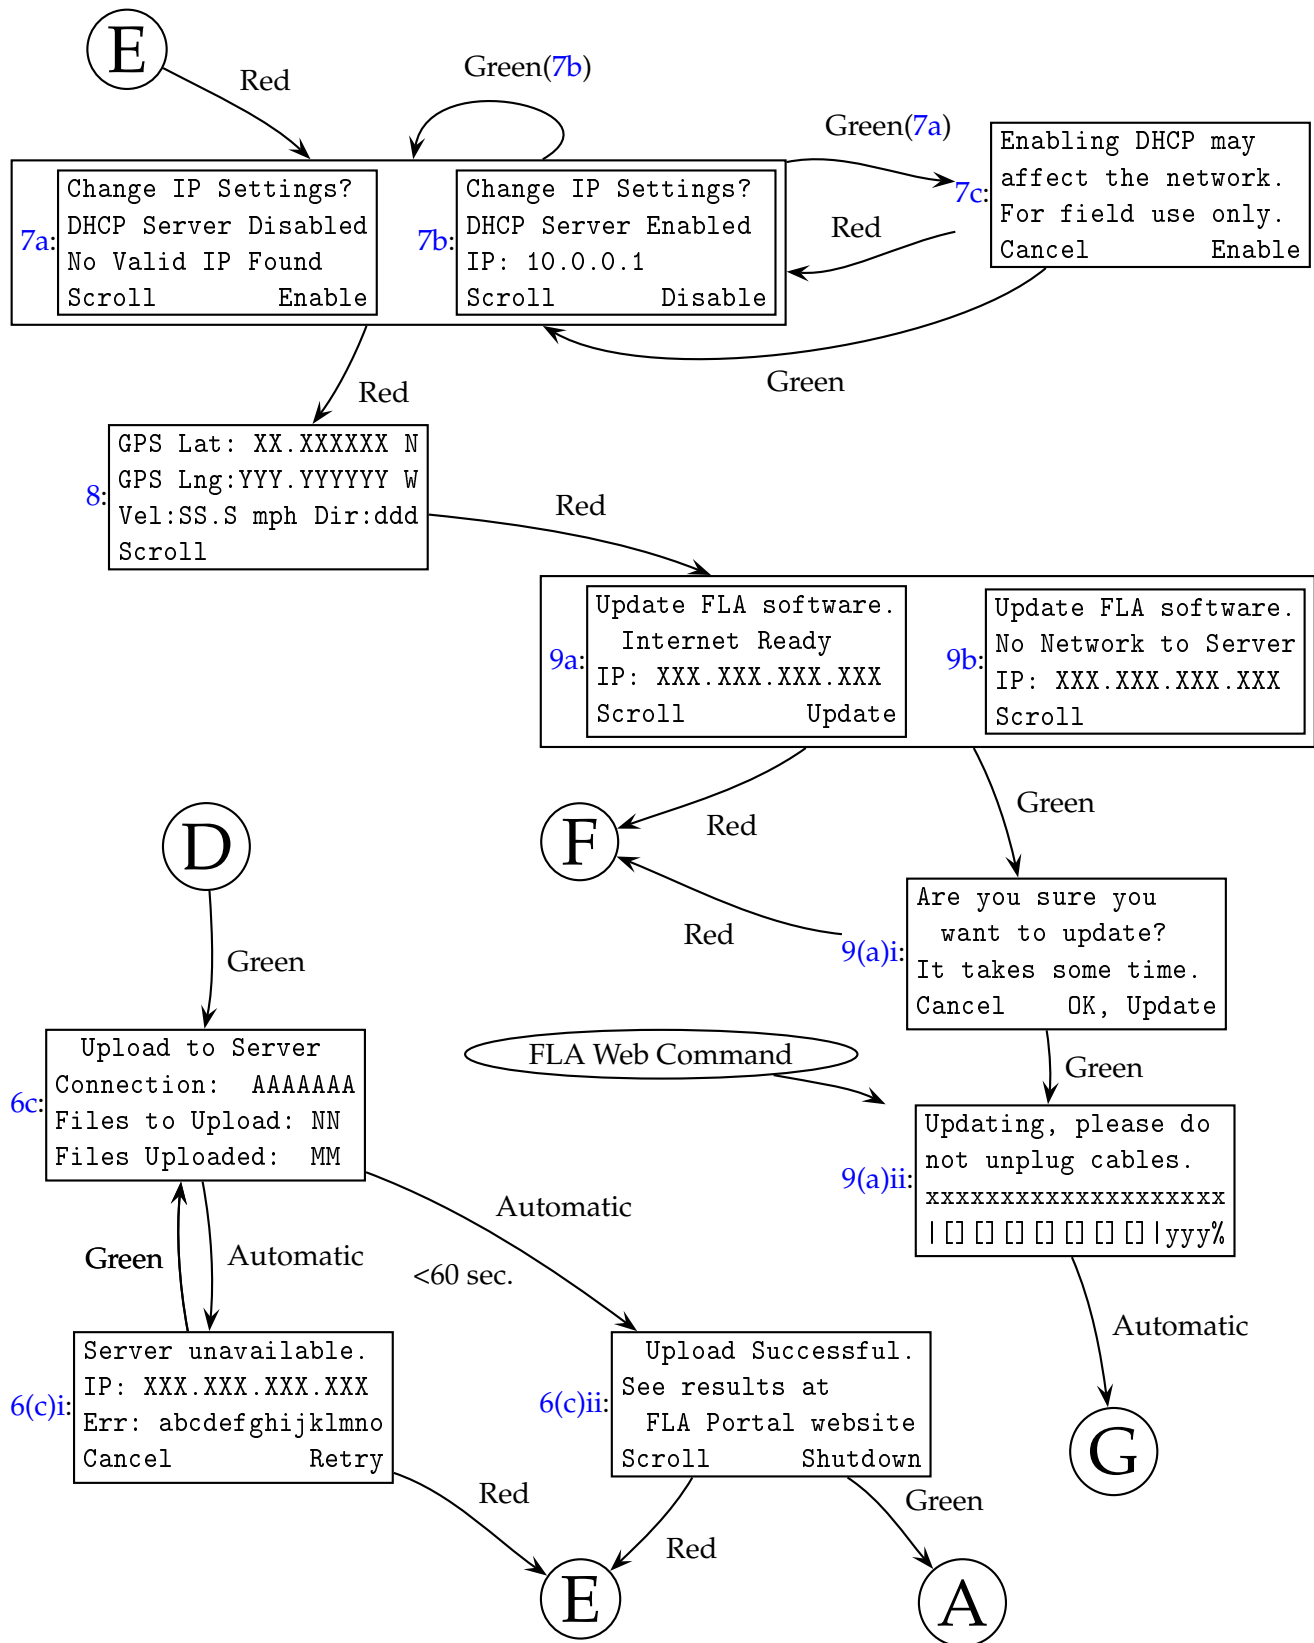 E
Red
Green(7b)
Green(7a)
7a:
Change IP Settings?
DHCP Server Disabled
No Valid IP Found
Scroll Enable
7b:
Change IP Settings?
DHCP Server Enabled
IP: 10.0.0.1
Scroll Disable
7c:
Enabling DHCP may
affect the network.
For field use only.
Cancel Enable
Red
Green
Red
8:
GPS Lat: XX.XXXXXX N
GPS Lng:YYY.YYYYYY W
Vel:SS.S mph Dir:ddd
Scroll
Red
9a:
Update FLA software.
Internet Ready
IP: XXX.XXX.XXX.XXX
Scroll Update
9b:
Update FLA software.
No Network to Server
IP: XXX.XXX.XXX.XXX
Scroll
D
F
Red
Green
Red
9(a)i:
Are you sure you
want to update?
It takes some time.
Cancel OK, Update
Green
FLA Web Command
Green
6c:
Upload to Server
Connection: AAAAAAA
Files to Upload: NN
Files Uploaded: MM
9(a)ii:
Updating, please do
not unplug cables.
xxxxxxxxxxxxxxxxxxxx
|[][][][][][][]|yyy%
Green
Automatic
Automatic
<60 sec.
Automatic
6(c)i:
Server unavailable.
IP: XXX.XXX.XXX.XXX
Err: abcdefghijklmno
Cancel Retry
6(c)ii:
Upload Successful.
See results at
FLA Portal website
Scroll Shutdown
G
Red
Red
Green
E
A